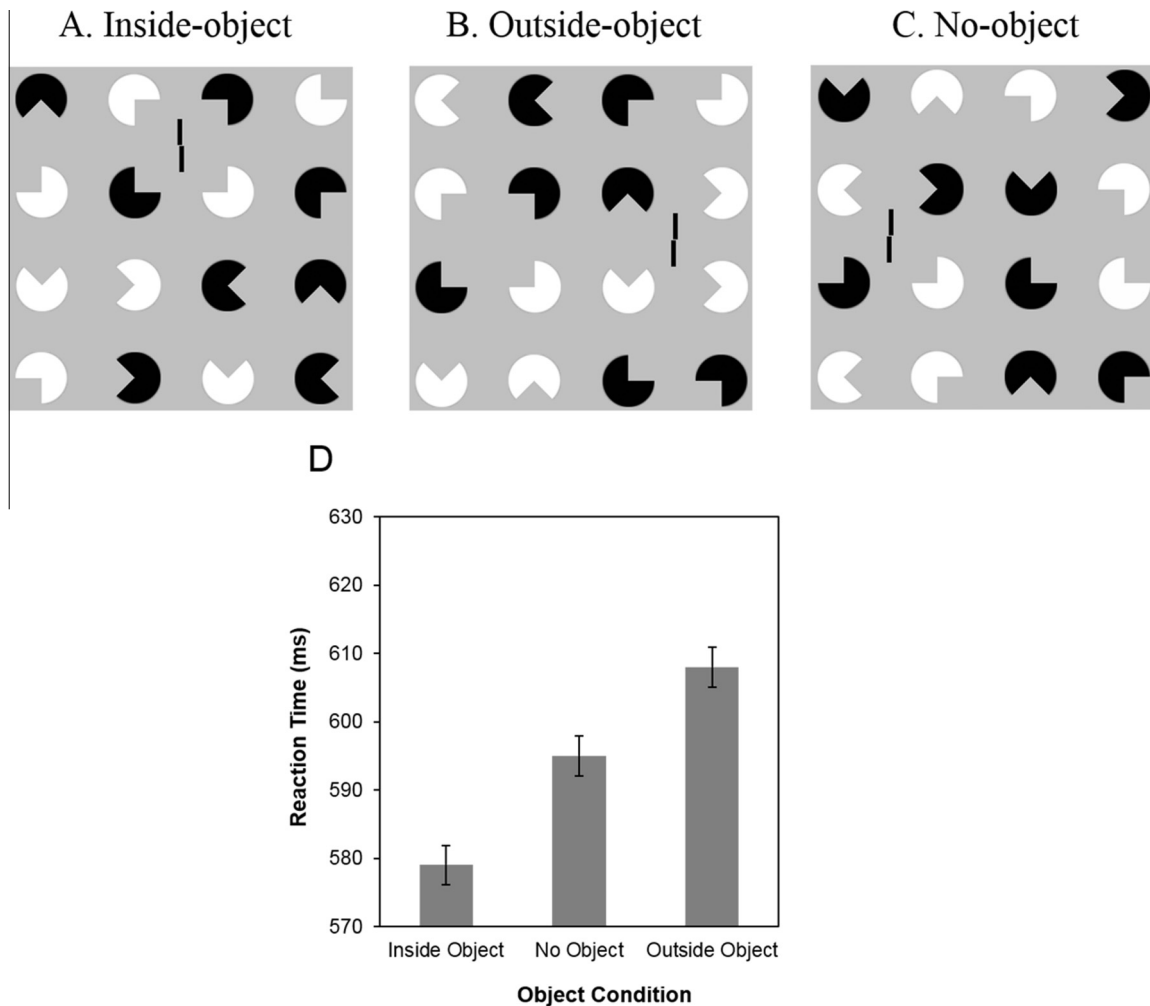 A. Inside-object
B. Outside-object
C. No-object
D
630
620
610
600
590
580
570
Reaction Time (ms)
Inside Object
No Object
Outside Object
Object Condition